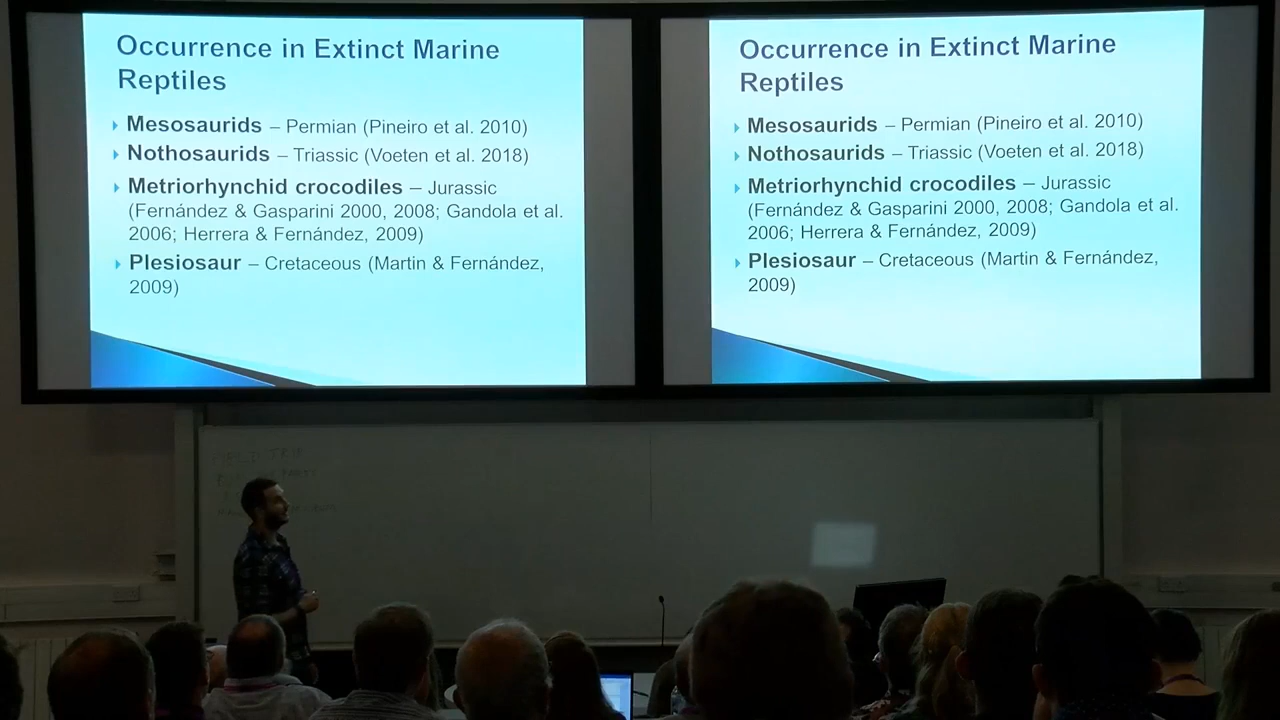 Occurrence in Extinct Marine
Reptiles
Mesosaurids – Permian (Pineiro et al. 2010)
Nothosaurids – Triassic (Voeten et al. 2018)
Metriorhynchid crocodiles – Jurassic
(Fernández & Gasparini 2000, 2008; Gandola et al.
2006; Herrera & Fernández, 2009)
Plesiosaur – Cretaceous (Martin & Fernández,
2009)
Occurrence in Extinct Marine
Reptiles
Mesosaurids – Permian (Pineiro et al. 2010)
Nothosaurids – Triassic (Voeten et al. 2018)
Metriorhynchid crocodiles – Jurassic
(Fernández & Gasparini 2000, 2008; Gandola et al.
2006; Herrera & Fernández, 2009)
Plesiosaur – Cretaceous (Martin & Fernández,
2009)
TRIP